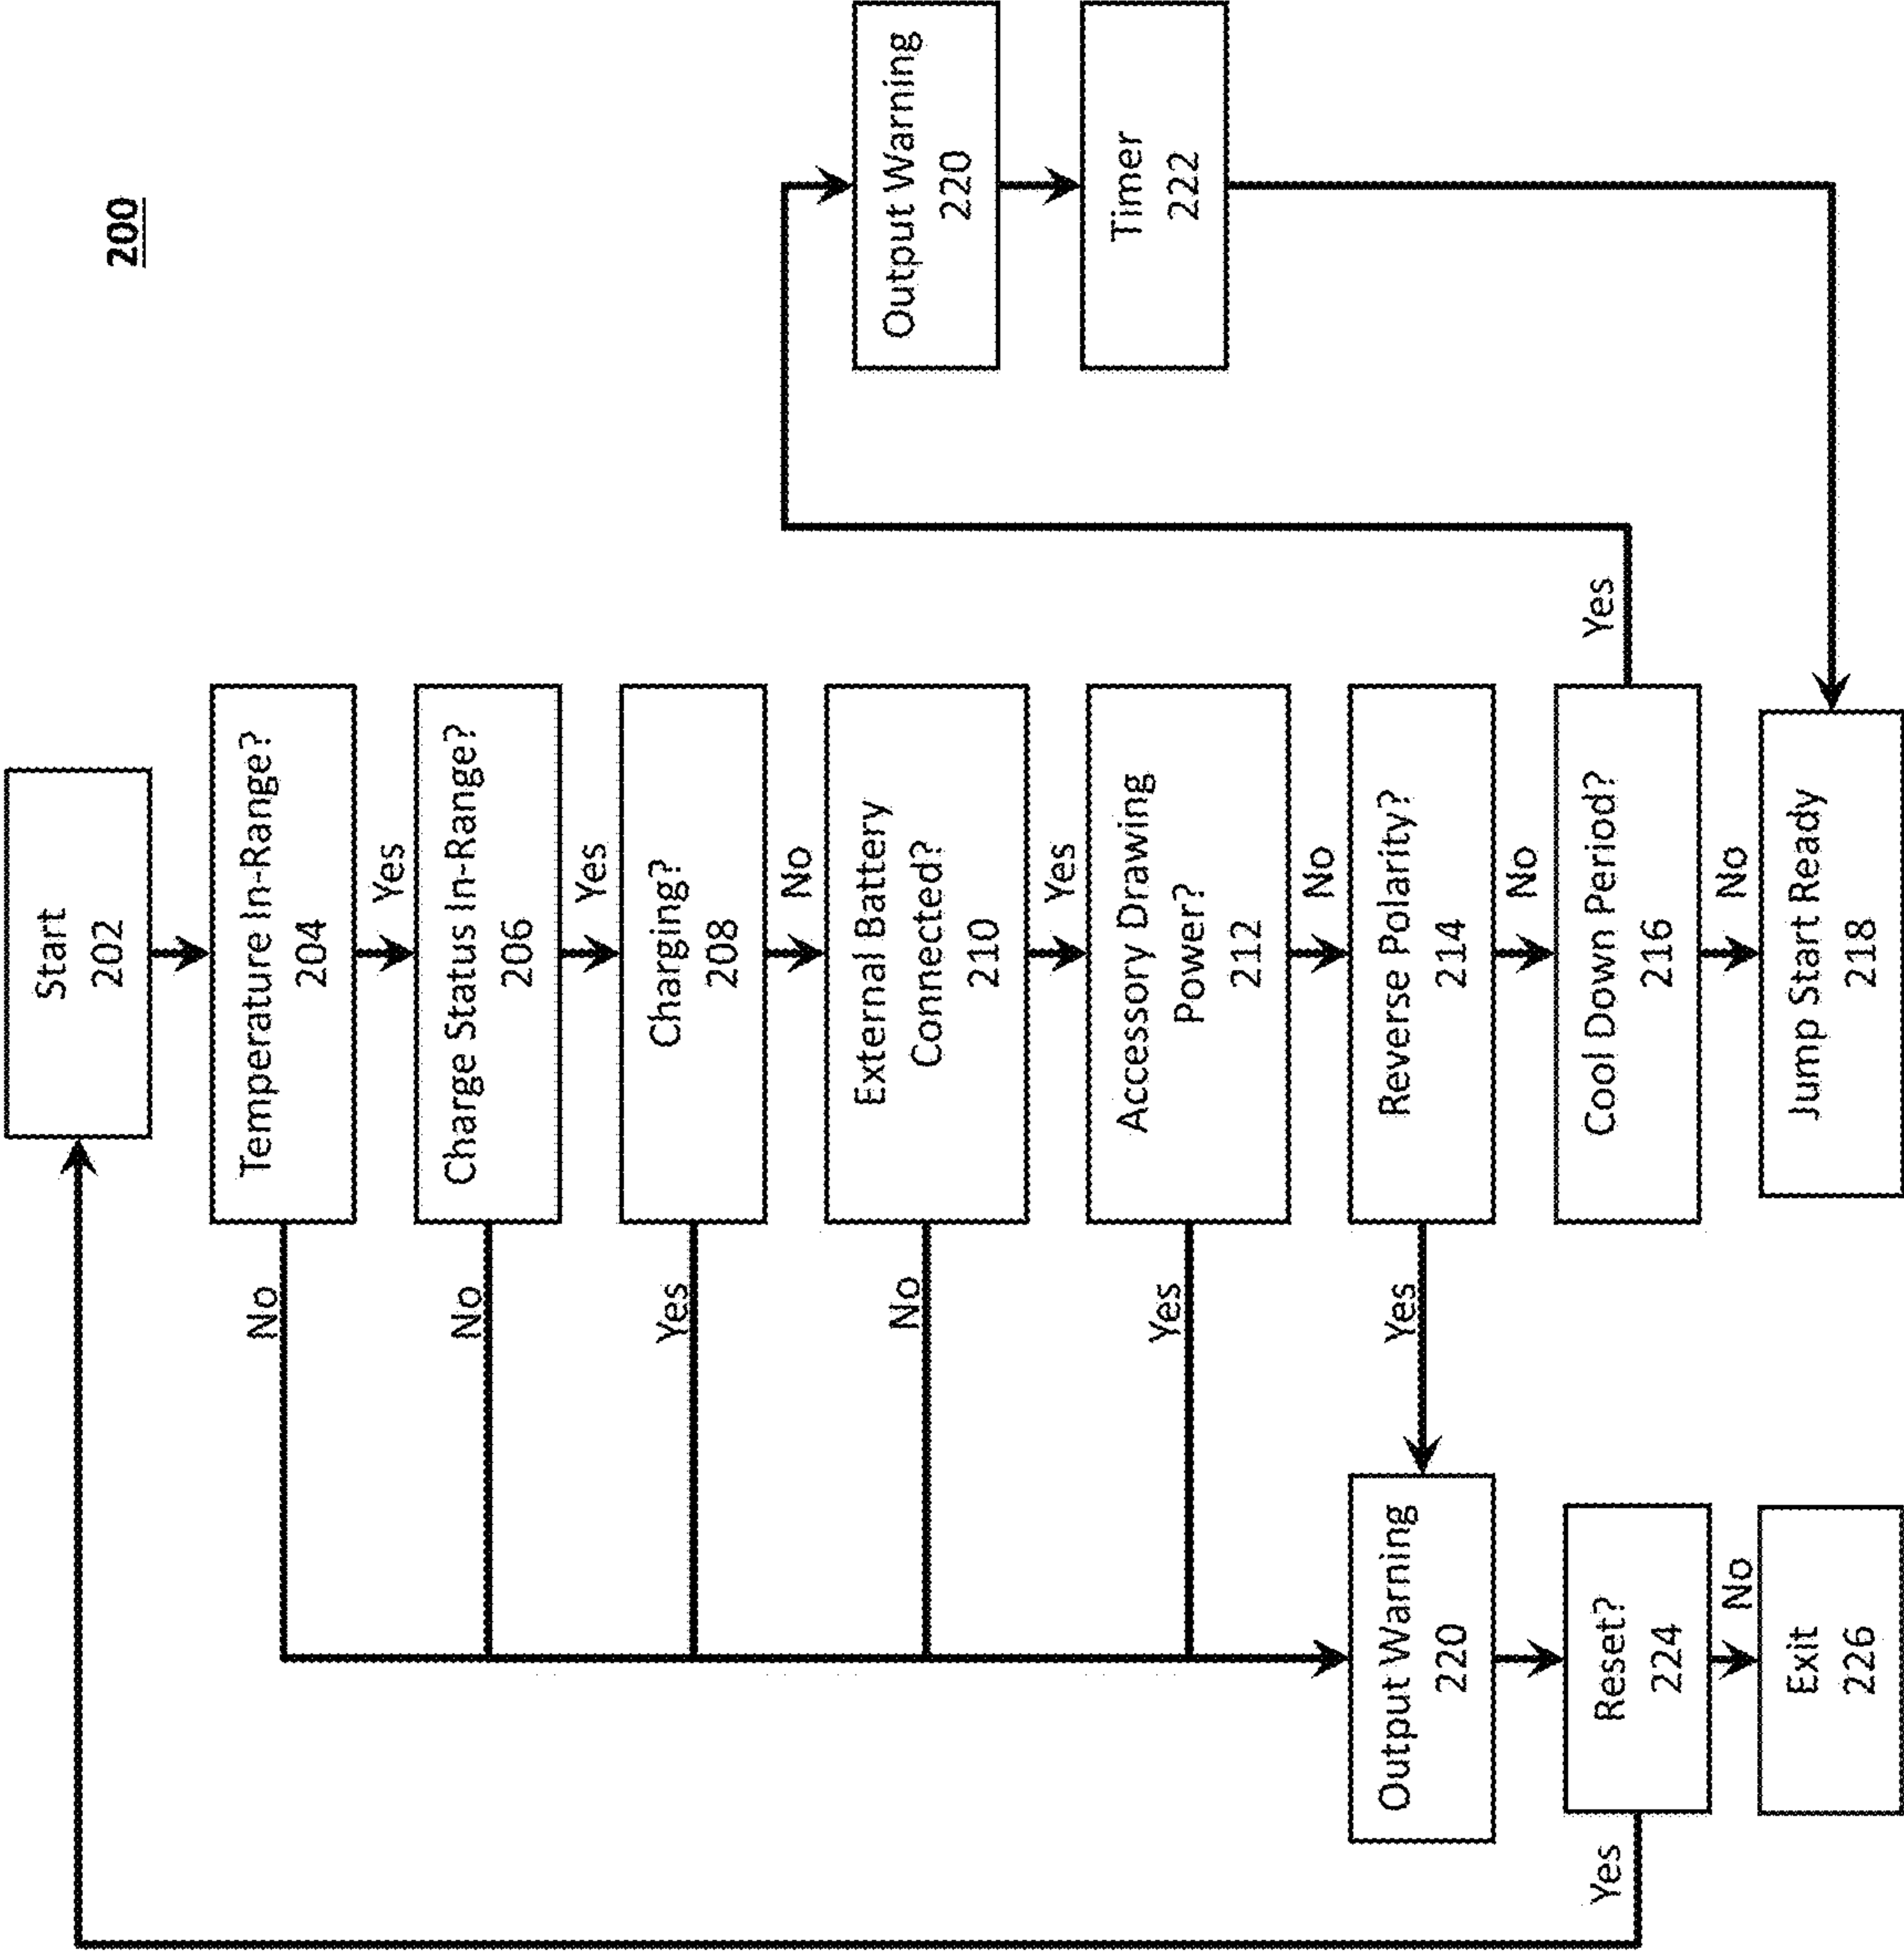 200
Start
202
Temperature In-Range?
204
Yes
No
Charge Status In-Range?
206
Yes
No
Charging?
208
No
Yes
External Battery
Connected?
210
Yes
No
Accessory Drawing
Power?
212
No
Yes
Reverse Polarity?
214
No
Yes
Cool Down Period?
216
No
Yes
Jump Start Ready
218
Output Warning
220
Timer
222
Output Warning
220
Reset?
224
Yes
No
Exit
226